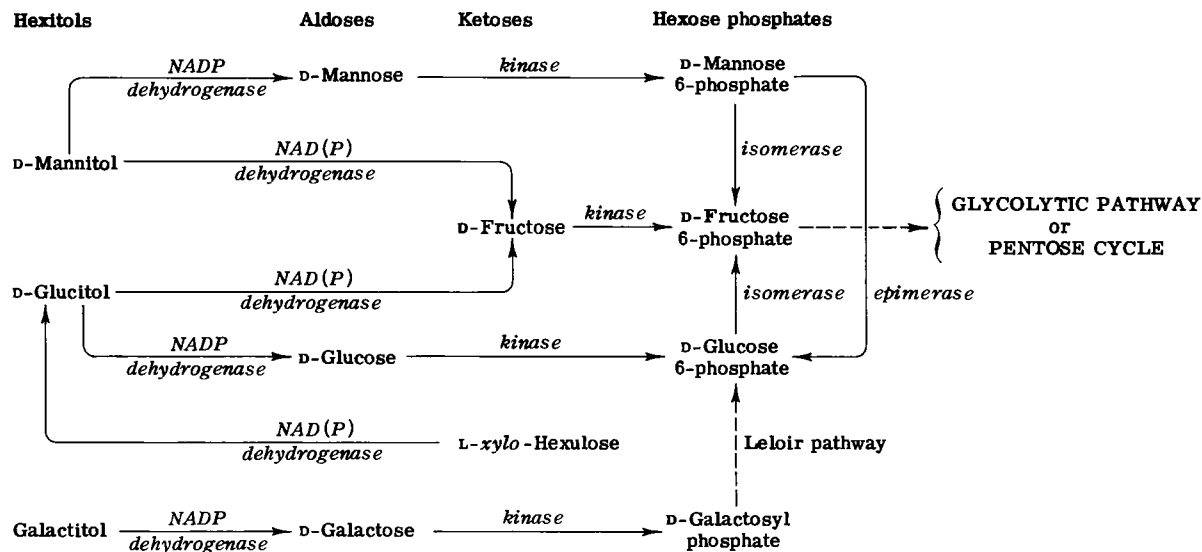 Hexitols Aldoses Ketoses Hexose phosphates
NADP
dehydrogenase
D-Mannose
kinase
D-Mannose
6-phosphate
D-Mannitol
NAD(P)
dehydrogenase
isomerase
D-Fructose
kinase
D-Fructose
6-phosphate
GLYCOLYTIC PATHWAY
or
PENTOSE CYCLE
D-Glucitol
NAD(P)
dehydrogenase
isomerase
epimerase
NADP
dehydrogenase
D-Glucose
kinase
D-Glucose
6-phosphate
NAD(P)
dehydrogenase
L-xylo-Hexulose
Leloir pathway
Galactitol
NADP
dehydrogenase
D-Galactose
kinase
D-Galactosyl
phosphate